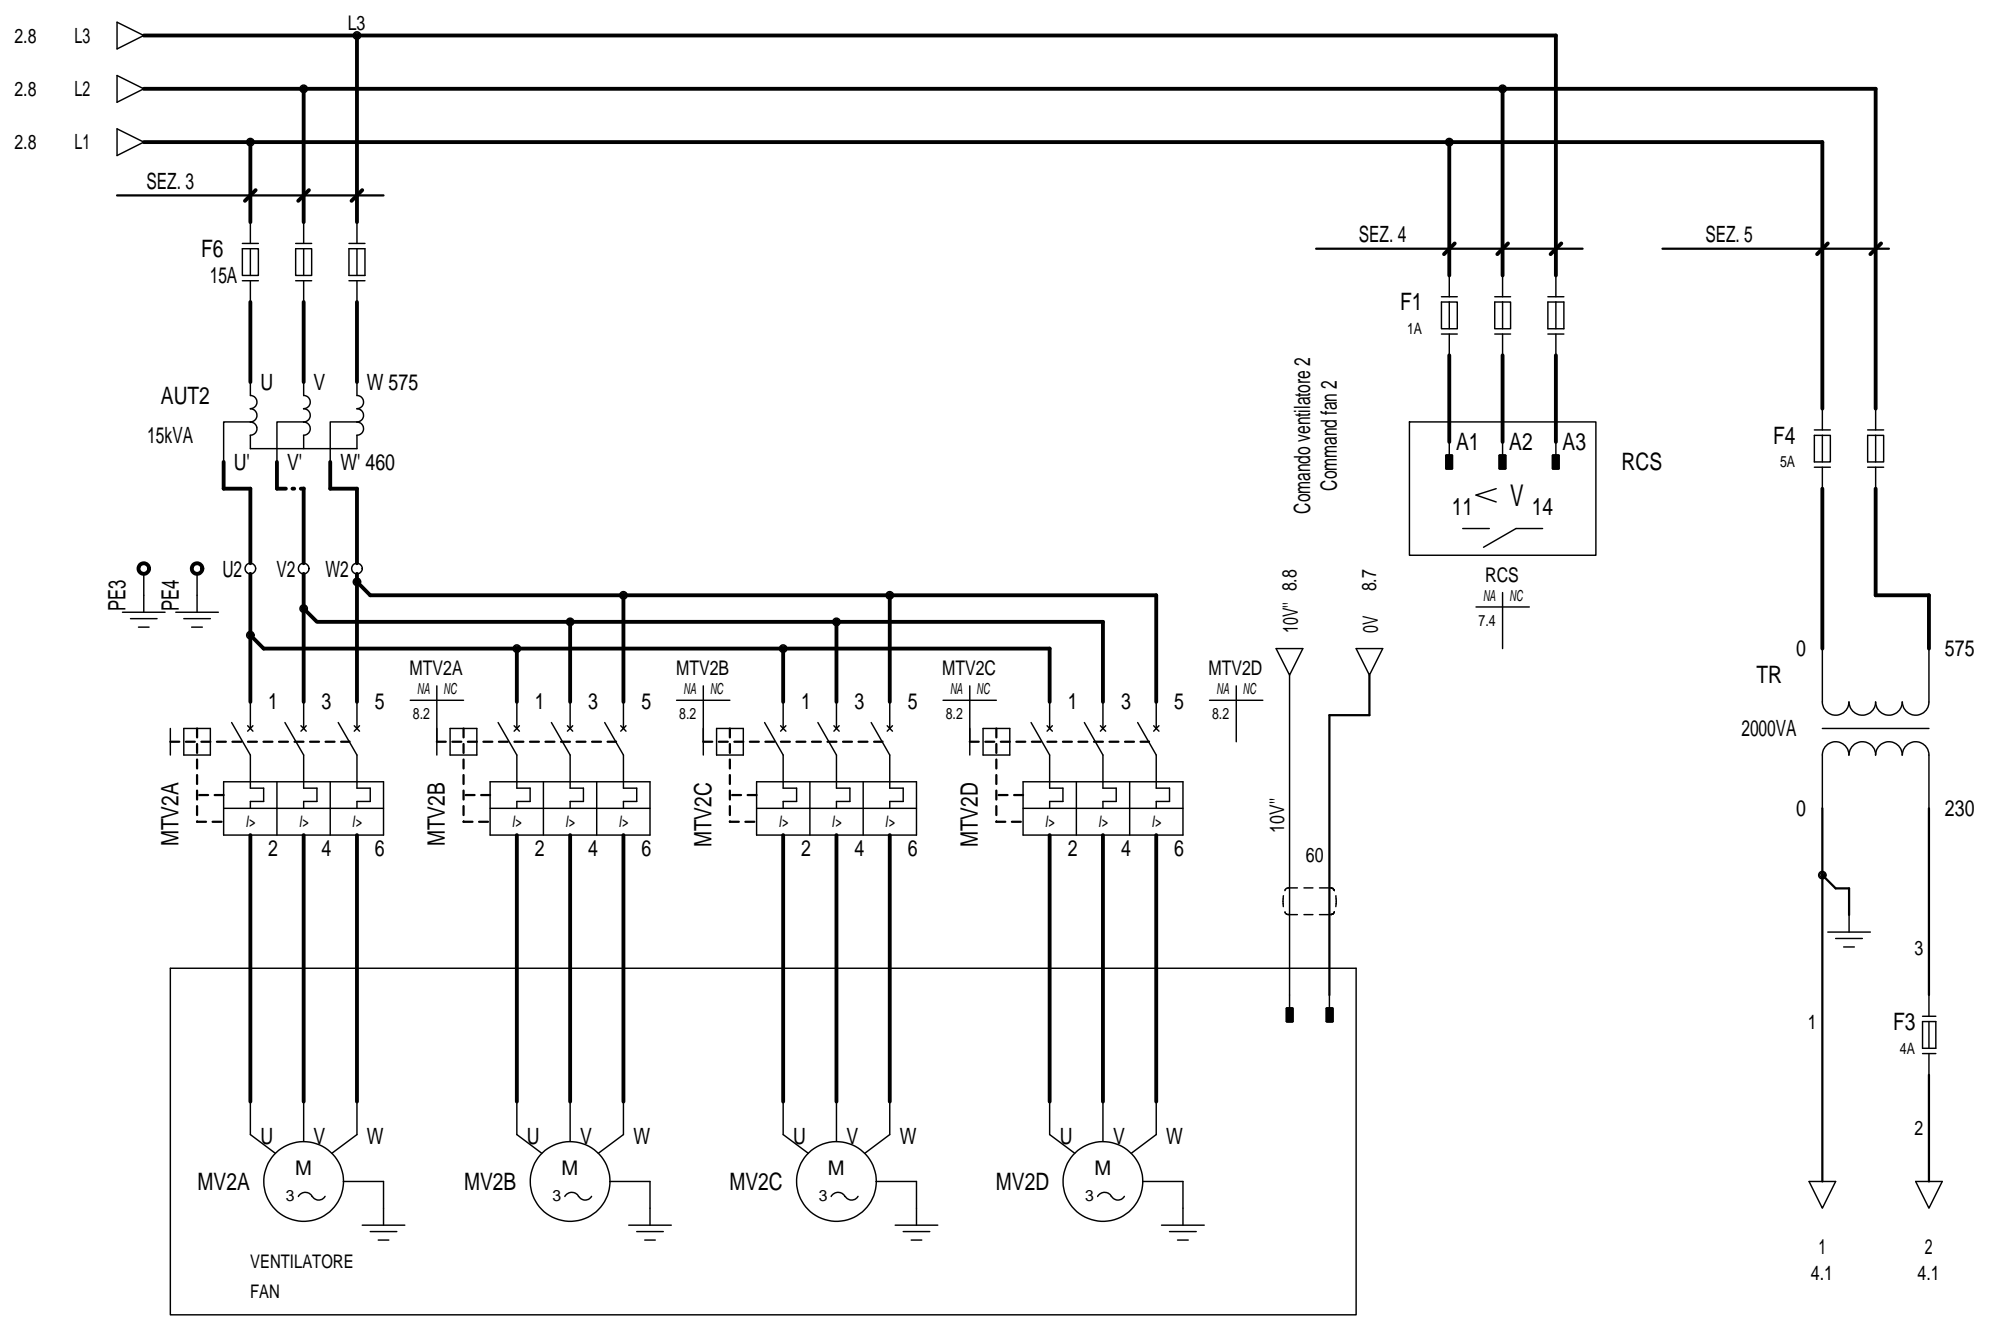 L3
2.8 L3
2.8 L2
2.8 L1
SEZ. 3
SEZ. 4
SEZ. 5
F6
15A
F1
1A
AUT2
15kVA
U V W 575
U' V' W' 460
Comando ventilatore 2
Command fan 2
A1 A2 A3
RCS
11 < V 14
F4
5A
PE3 PE4
U2 V2 W2
10V" 8.8
0V 8.7
RCS
NA NC
7.4
0 575
TR
2000VA
0 230
MTV2A
NA NC
8.2
MTV2B
NA NC
8.2
MTV2C
NA NC
8.2
MTV2D
NA NC
8.2
1 3 5
1 3 5
1 3 5
1 3 5
MTV2A
I> I> I>
2 4 6
MTV2B
I> I> I>
2 4 6
MTV2C
I> I> I>
2 4 6
MTV2D
I> I> I>
2 4 6
10V"
60
3
1
F3
4A
2
U V W
MV2A
M
3
U V W
MV2B
M
3
U V W
MV2C
M
3
U V W
MV2D
M
3
VENTILATORE
FAN
1 2
4.1 4.1